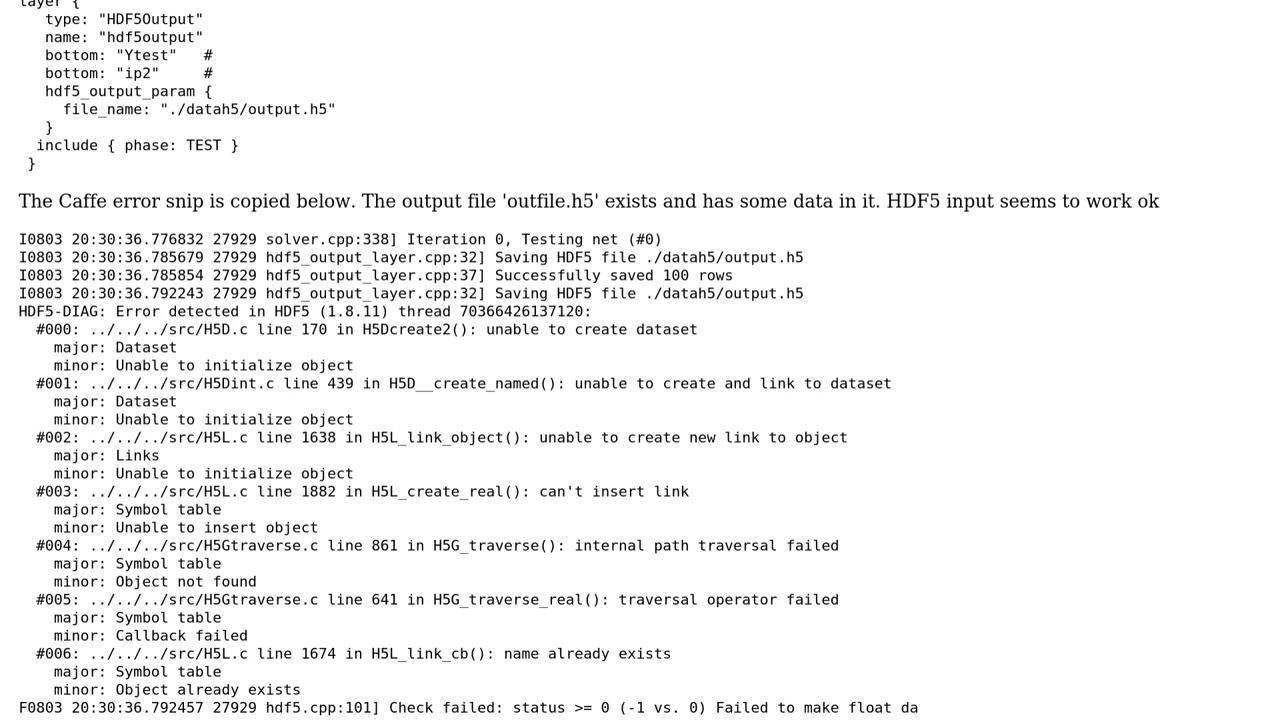 layer {
type: "HDF5Output"
name: "hdf5output"
bottom: "Ytest" #
bottom: "ip2" #
hdf5_output_param {
file_name: "./datah5/output.h5"
}
include { phase: TEST }
}
The Caffe error snip is copied below. The output file 'outfile.h5' exists and has some data in it. HDF5 input seems to work ok
I0803 20:30:36.776832 27929 solver.cpp:338] Iteration 0, Testing net (#0)
I0803 20:30:36.785679 27929 hdf5_output_layer.cpp:32] Saving HDF5 file ./datah5/output.h5
I0803 20:30:36.785854 27929 hdf5_output_layer.cpp:37] Successfully saved 100 rows
I0803 20:30:36.792243 27929 hdf5_output_layer.cpp:32] Saving HDF5 file ./datah5/output.h5
HDF5-DIAG: Error detected in HDF5 (1.8.11) thread 70366426137120:
#000: ../../../src/H5D.c line 170 in H5Dcreate2(): unable to create dataset
major: Dataset
minor: Unable to initialize object
#001: ../../../src/H5Dint.c line 439 in H5D__create_named(): unable to create and link to dataset
major: Dataset
minor: Unable to initialize object
#002: ../../../src/H5L.c line 1638 in H5L_link_object(): unable to create new link to object
major: Links
minor: Unable to initialize object
#003: ../../../src/H5L.c line 1882 in H5L_create_real(): can't insert link
major: Symbol table
minor: Unable to insert object
#004: ../../../src/H5Gtraverse.c line 861 in H5G_traverse(): internal path traversal failed
major: Symbol table
minor: Object not found
#005: ../../../src/H5Gtraverse.c line 641 in H5G_traverse_real(): traversal operator failed
major: Symbol table
minor: Callback failed
#006: ../../../src/H5L.c line 1674 in H5L_link_cb(): name already exists
major: Symbol table
minor: Object already exists
F0803 20:30:36.792457 27929 hdf5.cpp:101] Check failed: status >= 0 (-1 vs. 0) Failed to make float da